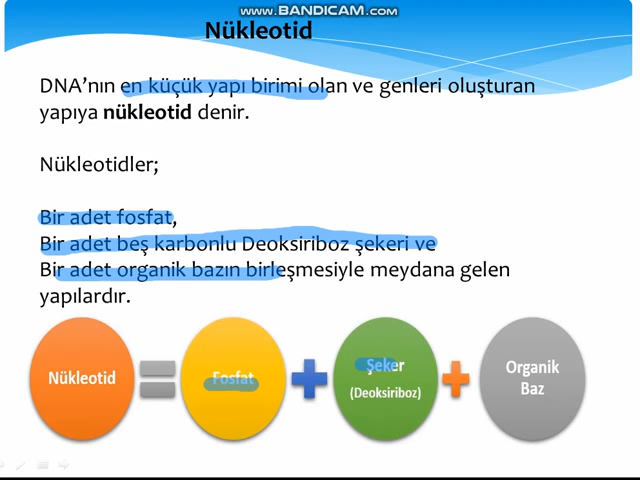 www.BANDICAM.com
Nükleotid
DNA’nın en küçük yapı birimi olan ve genleri oluşturan
yapıya nükleotid denir.
Nükleotidler;
Bir adet fosfat,
Bir adet beş karbonlu Deoksiriboz şekeri ve
Bir adet organik bazın birleşmesiyle meydana gelen
yapılardır.
Nükleotid
Fosfat
Şeker
(Deoksiriboz)
Organik
Baz